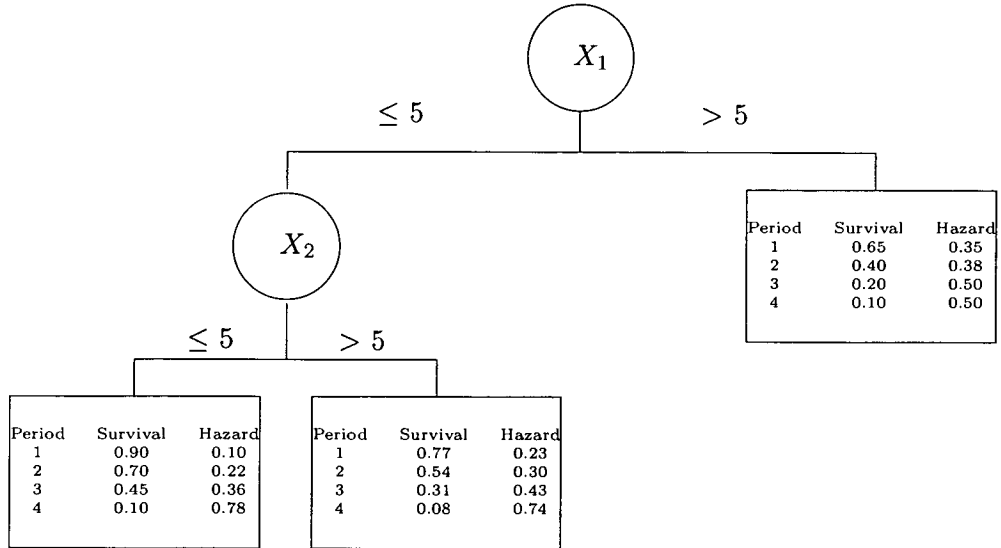 X₁
≤ 5
> 5
Period Survival Hazard
1 0.65 0.35
2 0.40 0.38
3 0.20 0.50
4 0.10 0.50
X₂
≤ 5
> 5
Period Survival Hazard
1 0.90 0.10
2 0.70 0.22
3 0.45 0.36
4 0.10 0.78
Period Survival Hazard
1 0.77 0.23
2 0.54 0.30
3 0.31 0.43
4 0.08 0.74